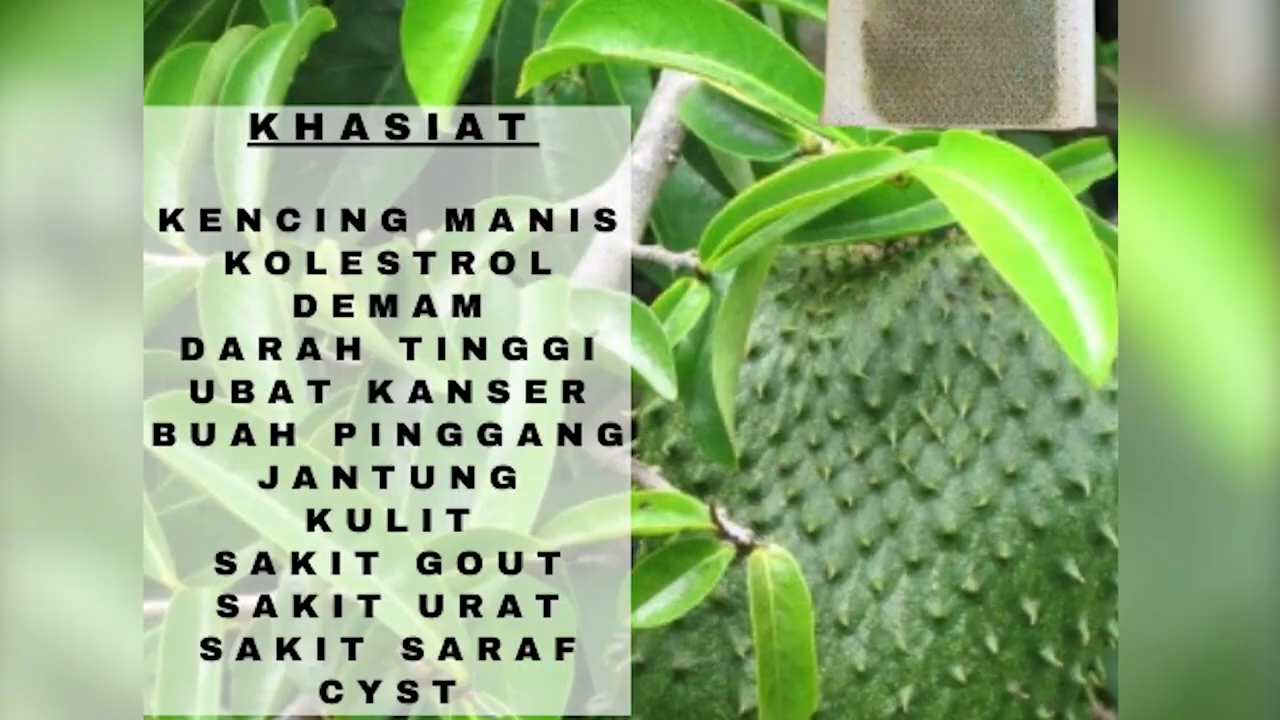 KHASIAT
KENCING MANIS
KOLESTROL
DEMAM
DARAH TINGGI
UBAT KANSER
BUAH PINGGANG
JANTUNG
KULIT
SAKIT GOUT
SAKIT URAT
SAKIT SARAF
CYST